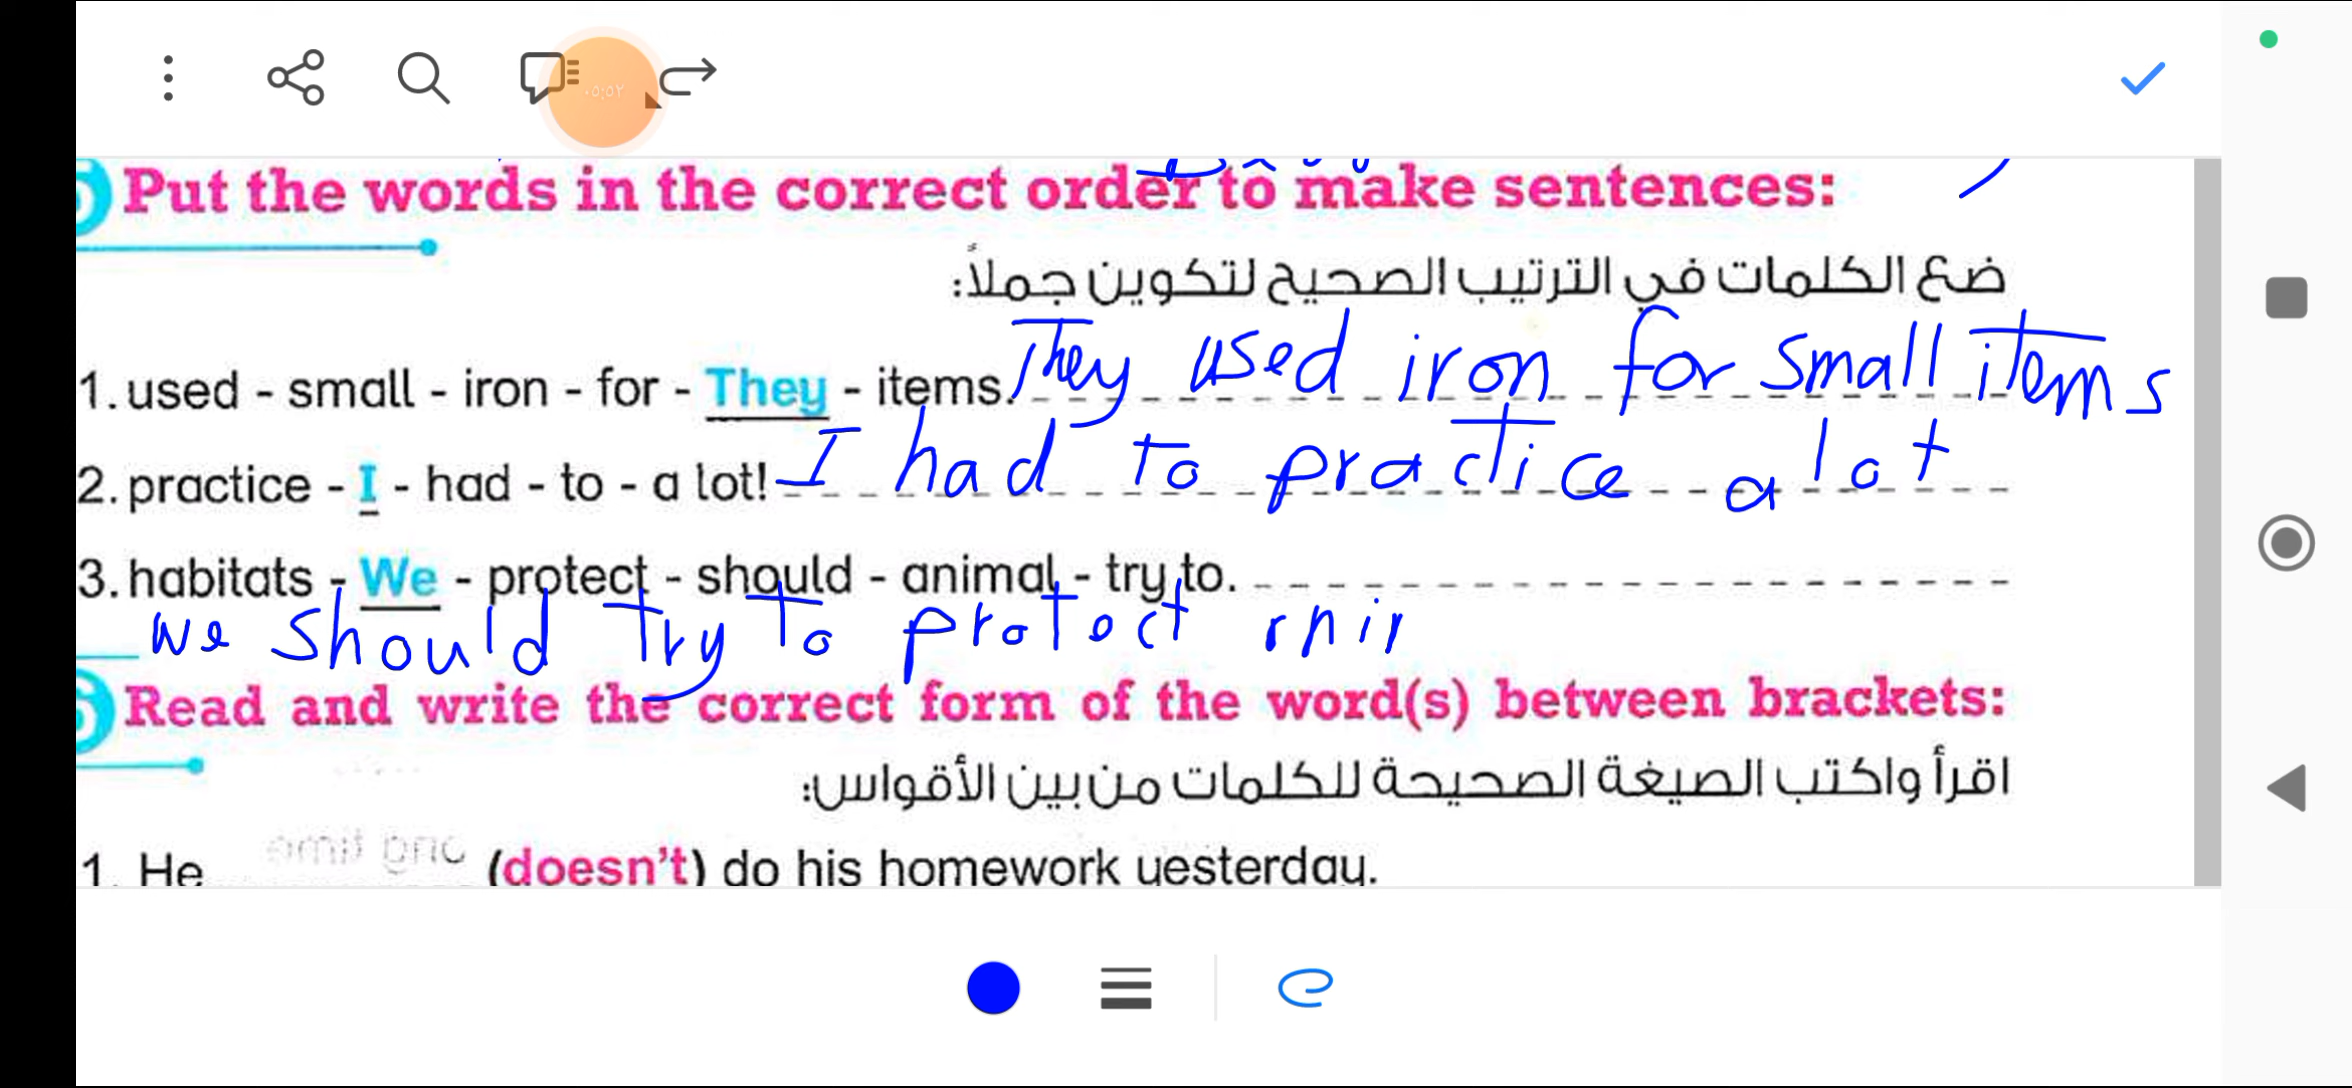 ٠٥:٥٢
Put the words in the correct order to make sentences:
ضع الكلمات في الترتيب الصحيح لتكوين جملاً:
1. used - small - iron - for - They - items. They used iron for small items
2. practice - I - had - to - a lot! I had to practice a lot
3. habitats - We - protect - should - animal - try to.
we should try to protect
6 Read and write the correct form of the word(s) between brackets:
اقرأ واكتب الصيغة الصحيحة للكلمات من بين الأقواس:
1. He (doesn't) do his homework yesterday.